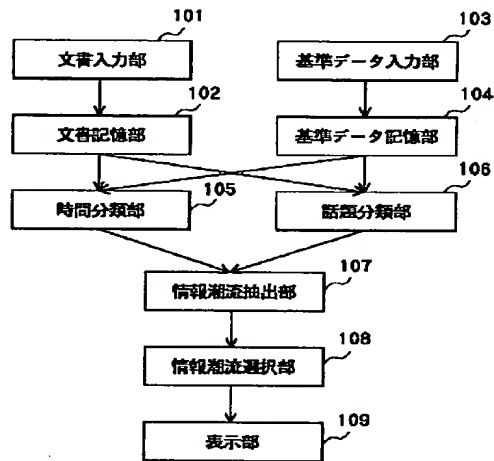 101
103
文書入力部
基準データ入力部
102
104
文書記憶部
基準データ記憶部
105
106
時間分類部
話題分類部
107
情報潮流抽出部
108
情報潮流選択部
109
表示部